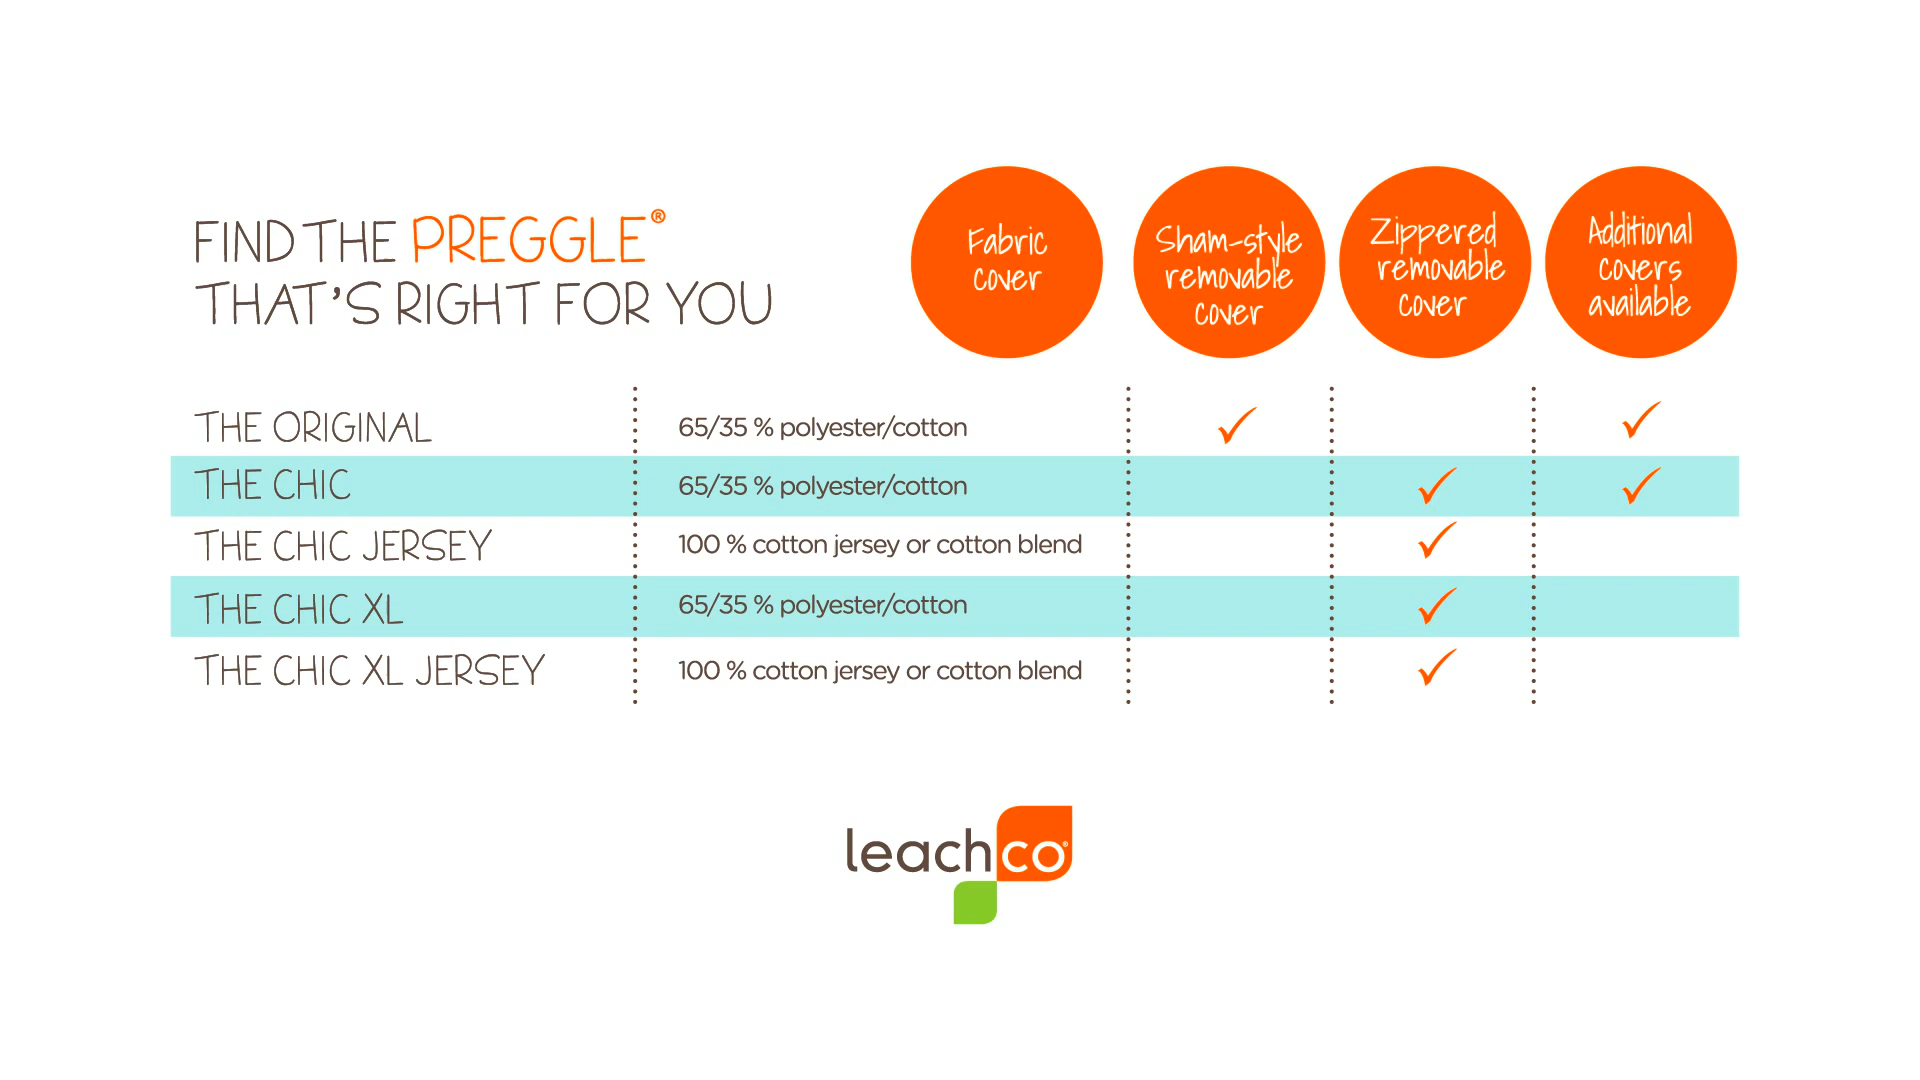 FIND THE PREGGLE®
THAT'S RIGHT FOR YOU
Fabric
cover
Sham-style
removable
cover
Zippered
removable
cover
Additional
covers
available
THE ORIGINAL 65/35 % polyester/cotton ✓ ✓
THE CHIC 65/35 % polyester/cotton ✓ ✓
THE CHIC JERSEY 100 % cotton jersey or cotton blend ✓
THE CHIC XL 65/35 % polyester/cotton ✓
THE CHIC XL JERSEY 100 % cotton jersey or cotton blend ✓
leachco®